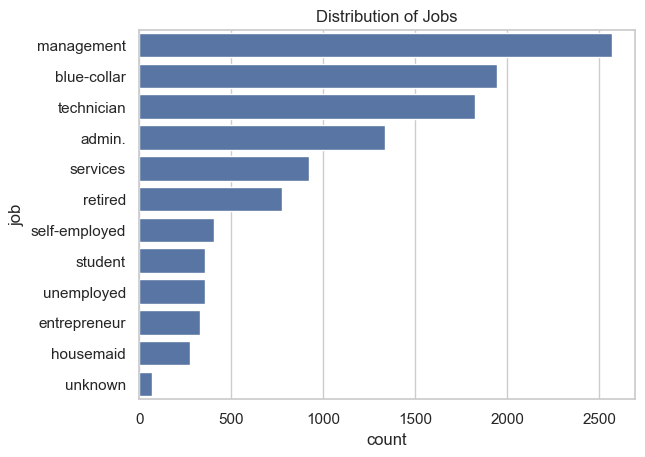 Distribution of Jobs
management
blue-collar
technician
admin.
services
retired
self-employed
student
unemployed
entrepreneur
housemaid
unknown
job
0 500 1000 1500 2000 2500
count